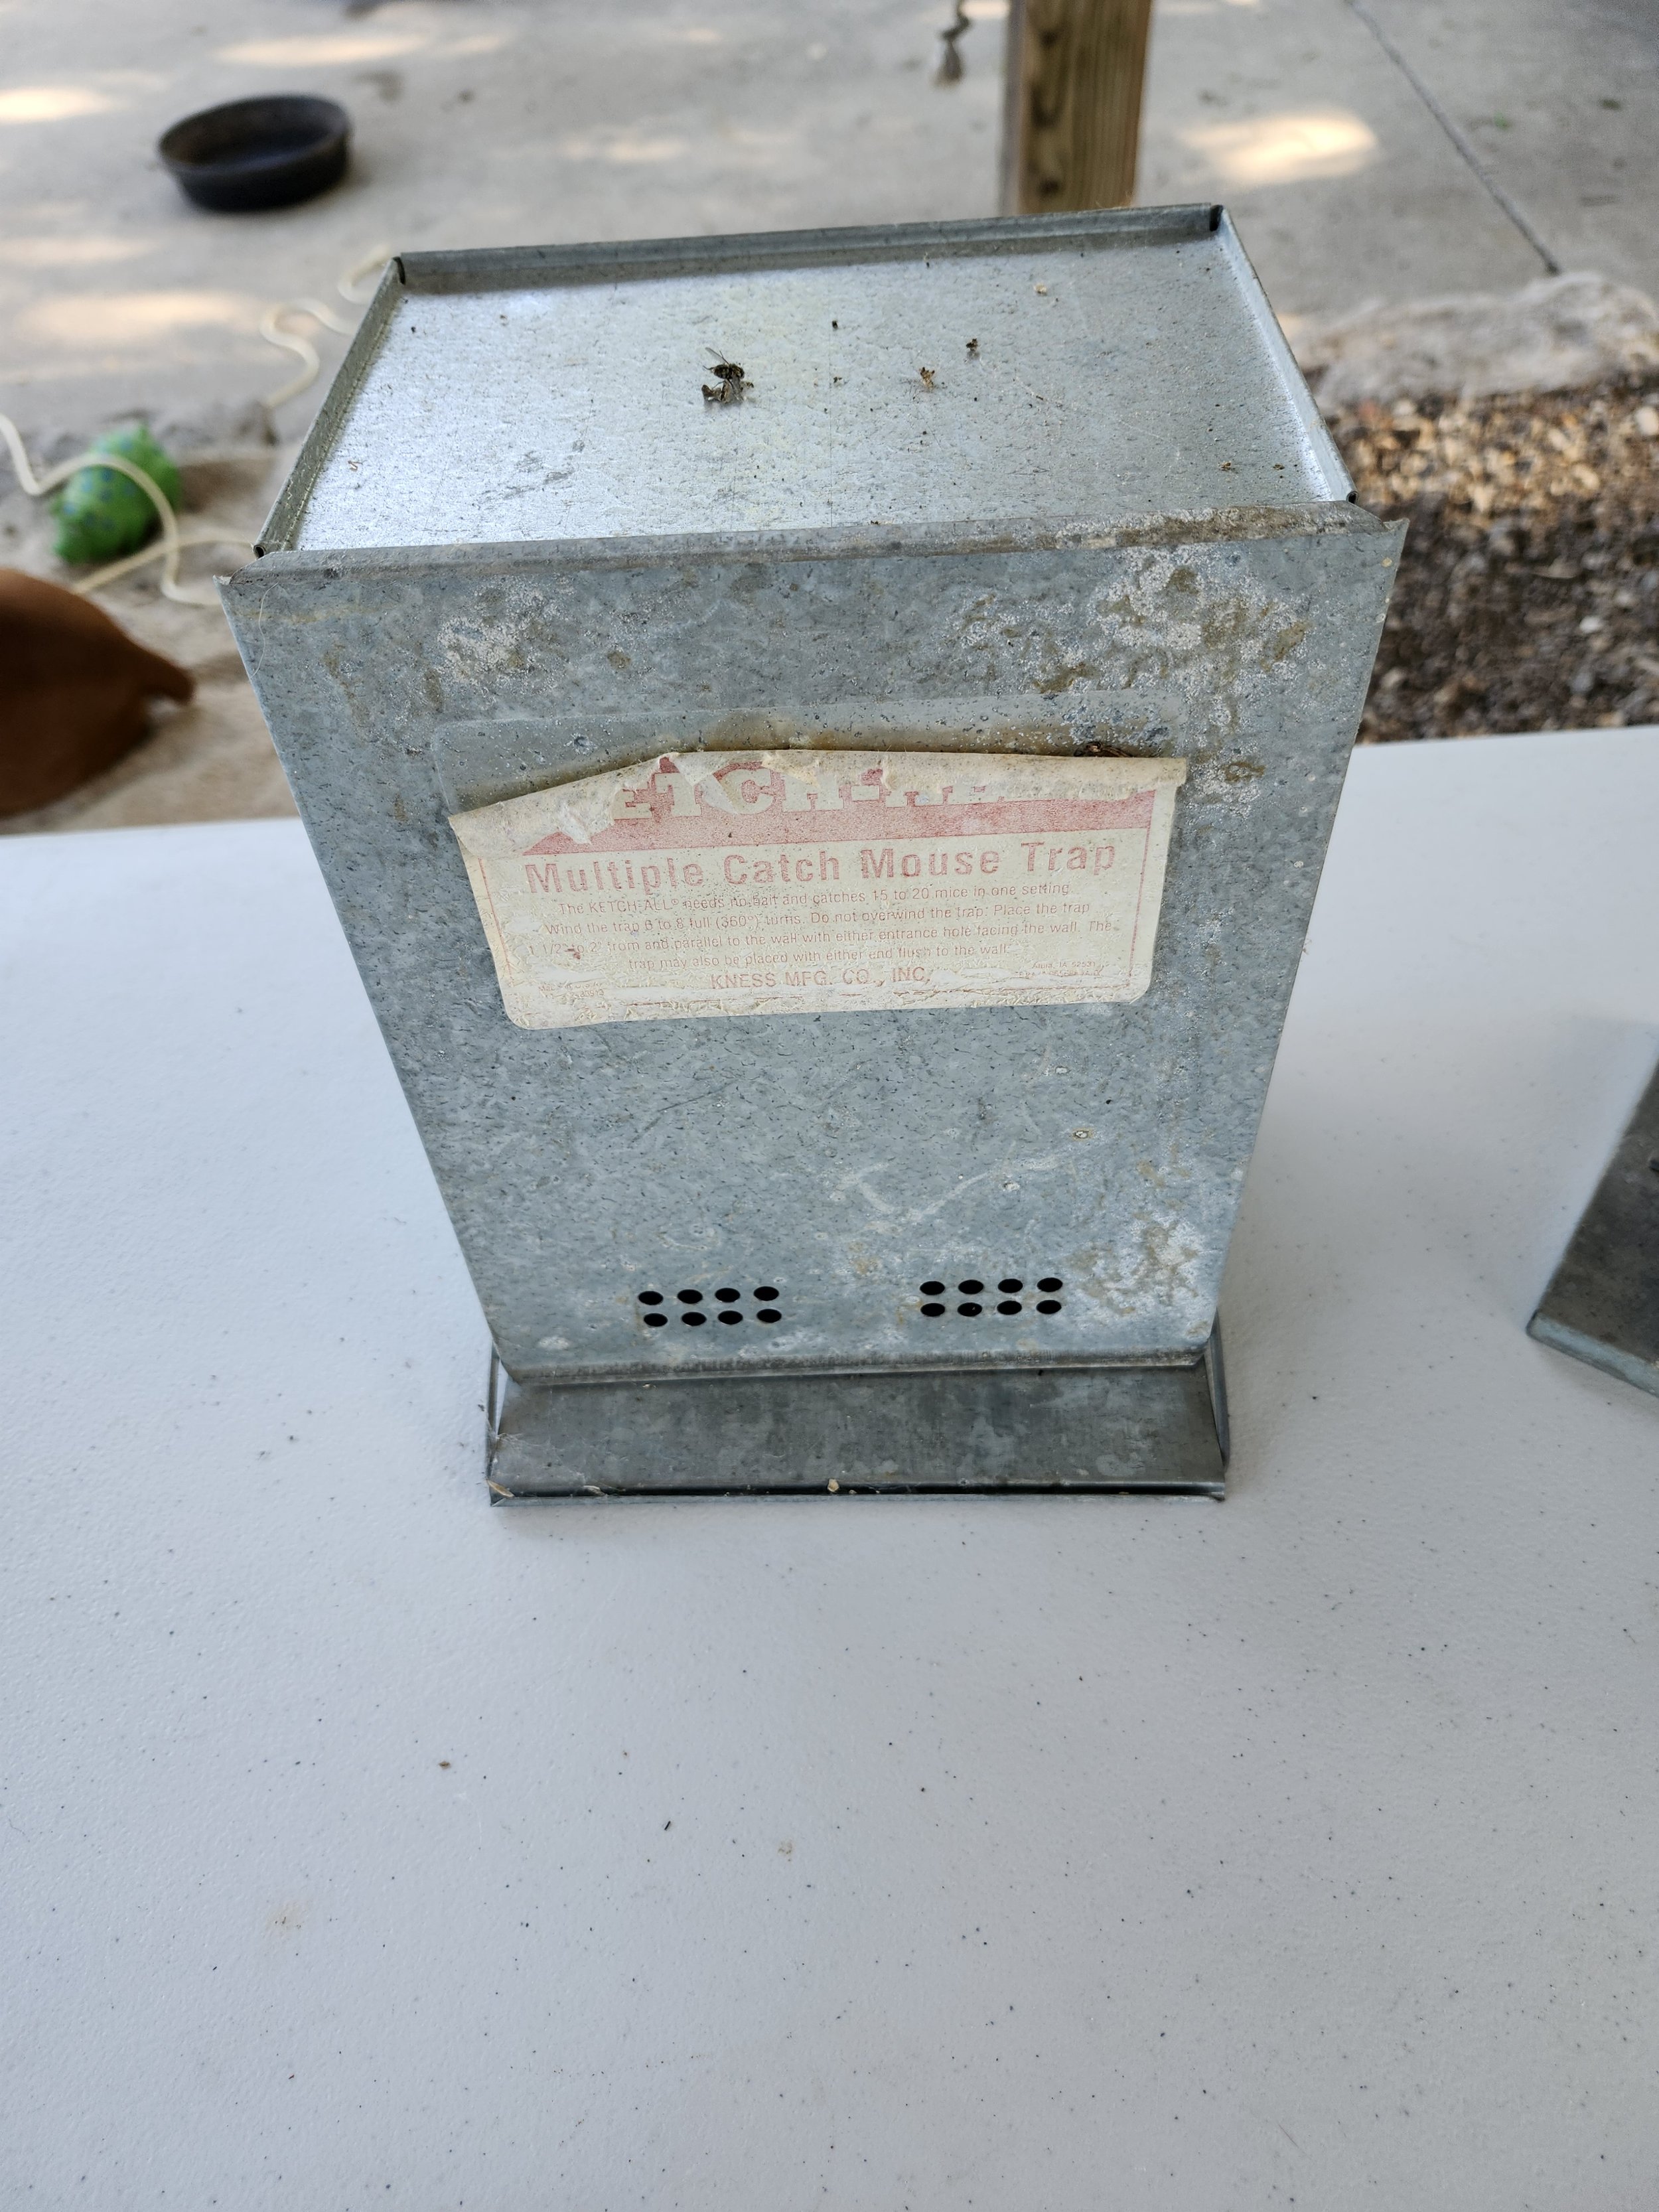 Multiple Catch Mouse Trap
The KETCH-ALL® needs no bait and catches 15 to 20 mice in one setting.
Wind the trap 6 to 8 full (360°) turns. Do not overwind the trap. Place the trap
1 1/2" to 2" from and parallel to the wall with either entrance hole facing the wall. The
trap may also be placed with either end flush to the wall.
KNESS MFG. CO., INC.